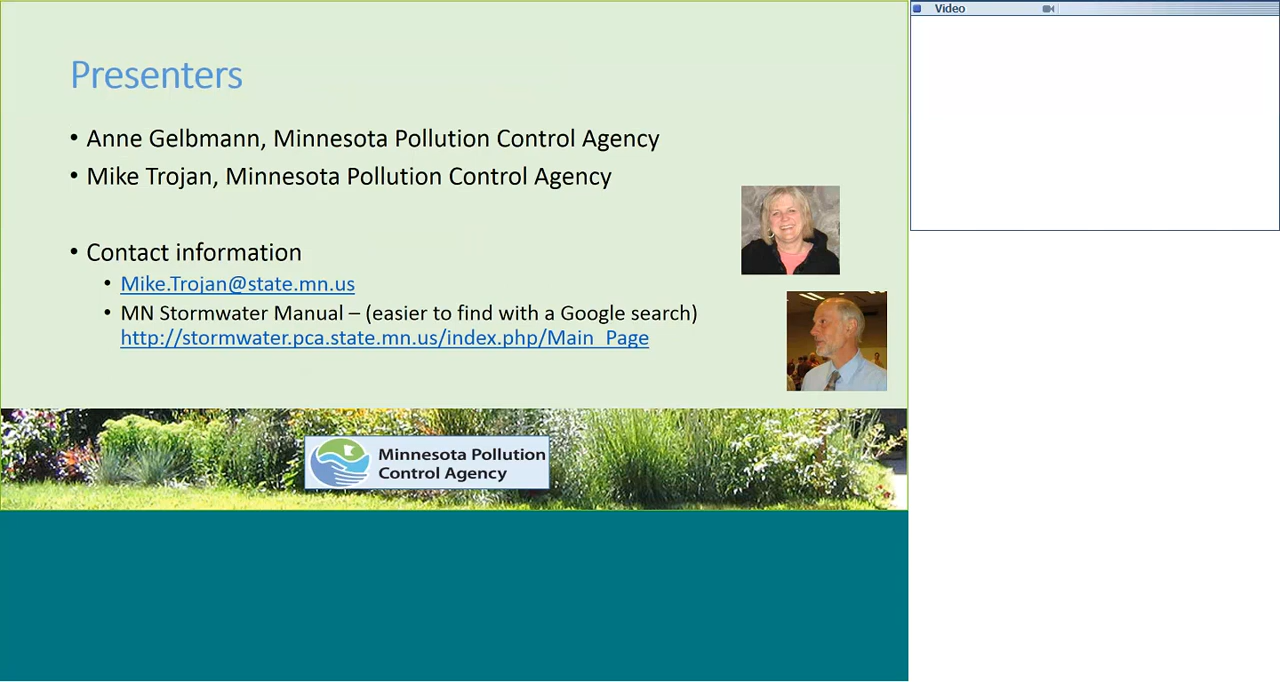 Video
Presenters
• Anne Gelbmann, Minnesota Pollution Control Agency
• Mike Trojan, Minnesota Pollution Control Agency
• Contact information
• Mike.Trojan@state.mn.us
• MN Stormwater Manual – (easier to find with a Google search)
http://stormwater.pca.state.mn.us/index.php/Main_Page
Minnesota Pollution
Control Agency